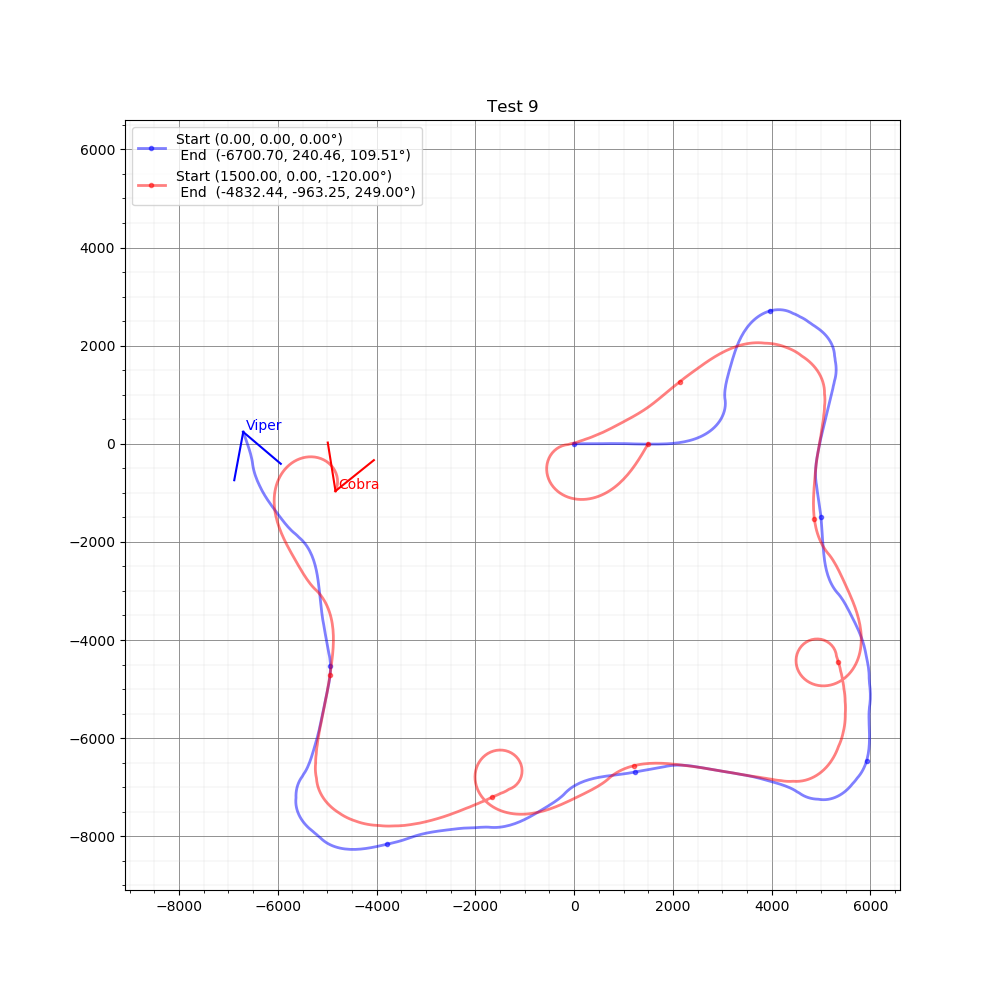 Test 9
Start (0.00, 0.00, 0.00°)
End (-6700.70, 240.46, 109.51°)
Start (1500.00, 0.00, -120.00°)
End (-4832.44, -963.25, 249.00°)
6000
4000
2000
0
−2000
−4000
−6000
−8000
Viper
Cobra
−8000 −6000 −4000 −2000 0 2000 4000 6000